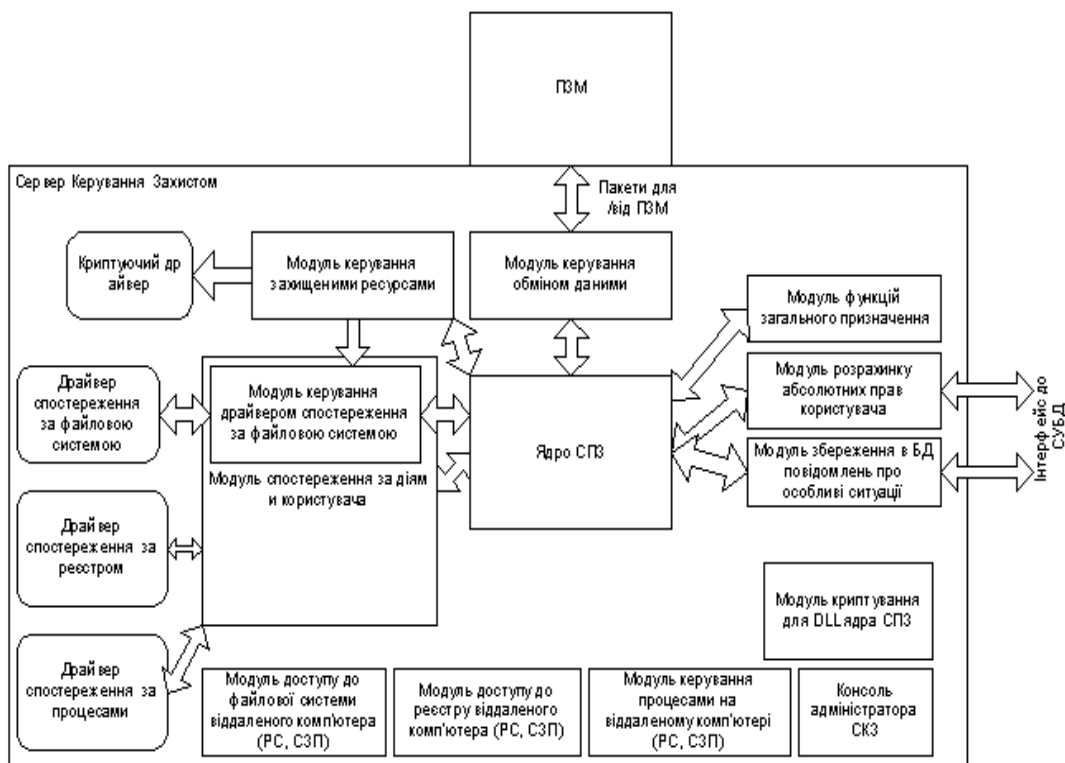 ПЗМ
Сервер Керування Захистом
Пакети для
/від ПЗМ
Криптуючий др
айвер
Модуль керування
захищеними ресурсами
Модуль керування
обміном даними
Модуль функцій
загального призначення
Драйвер
спостереження
за файловою
системою
Модуль керування
драйвером спостереження
за файловою системою
Модуль спостереження за діям
и користувача
Ядро СПЗ
Модуль розрахинку
абсолютних прав
користувача
Модуль збереження в БД
повідомлень про
особливі ситуації
Інтерфейс до
СУБД
Драйвер
спостереження за
реєстром
Модуль криптування
для DLL ядра СПЗ
Драйвер
спостереження за
процесами
Модуль доступу до
файлової системи
віддаленого комп'ютера
(РС, СЗП)
Модуль доступу до
реєстру віддаленого
комп'ютера (РС, СЗП)
Модуль керування
процесами на
віддаленому комп'ютері
(РС, СЗП)
Консоль
адміністратора
СКЗ